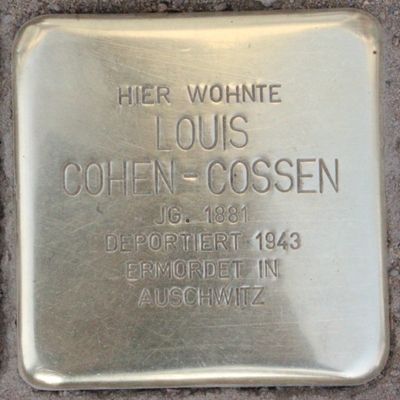 HIER WOHNTE
LOUIS
COHEN-COSSEN
JG. 1881
DEPORTIERT 1943
ERMORDET IN
AUSCHWITZ